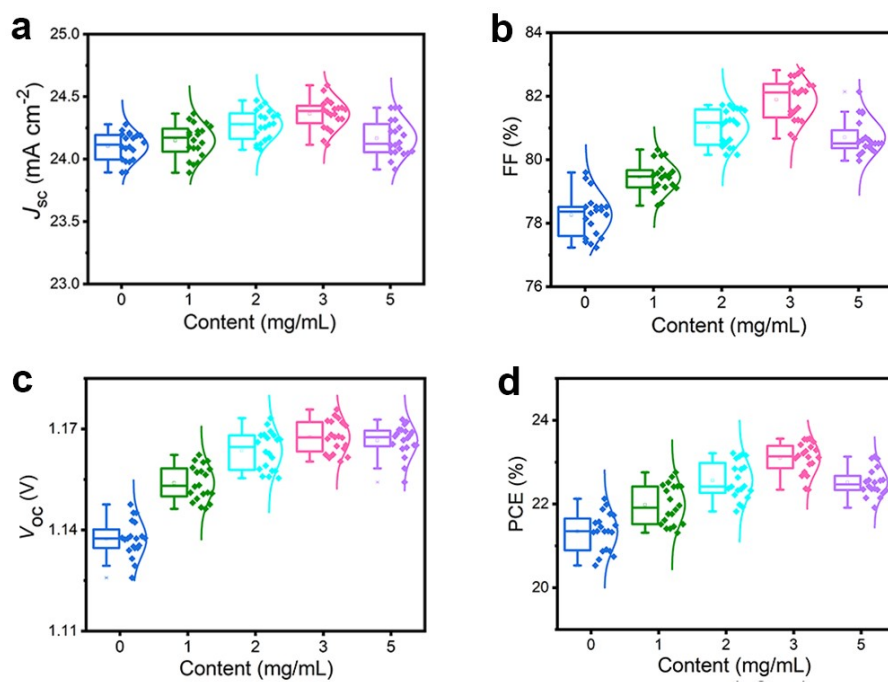 a
25.0
24.5
24.0
23.5
23.0
Jsc (mA cm⁻²)
0 1 2 3 5
Content (mg/mL)
b
84
82
80
78
76
FF (%)
0 1 2 3 5
Content (mg/mL)
c
1.17
1.14
1.11
Voc (V)
0 1 2 3 5
Content (mg/mL)
d
24
22
20
PCE (%)
0 1 2 3 5
Content (mg/mL)